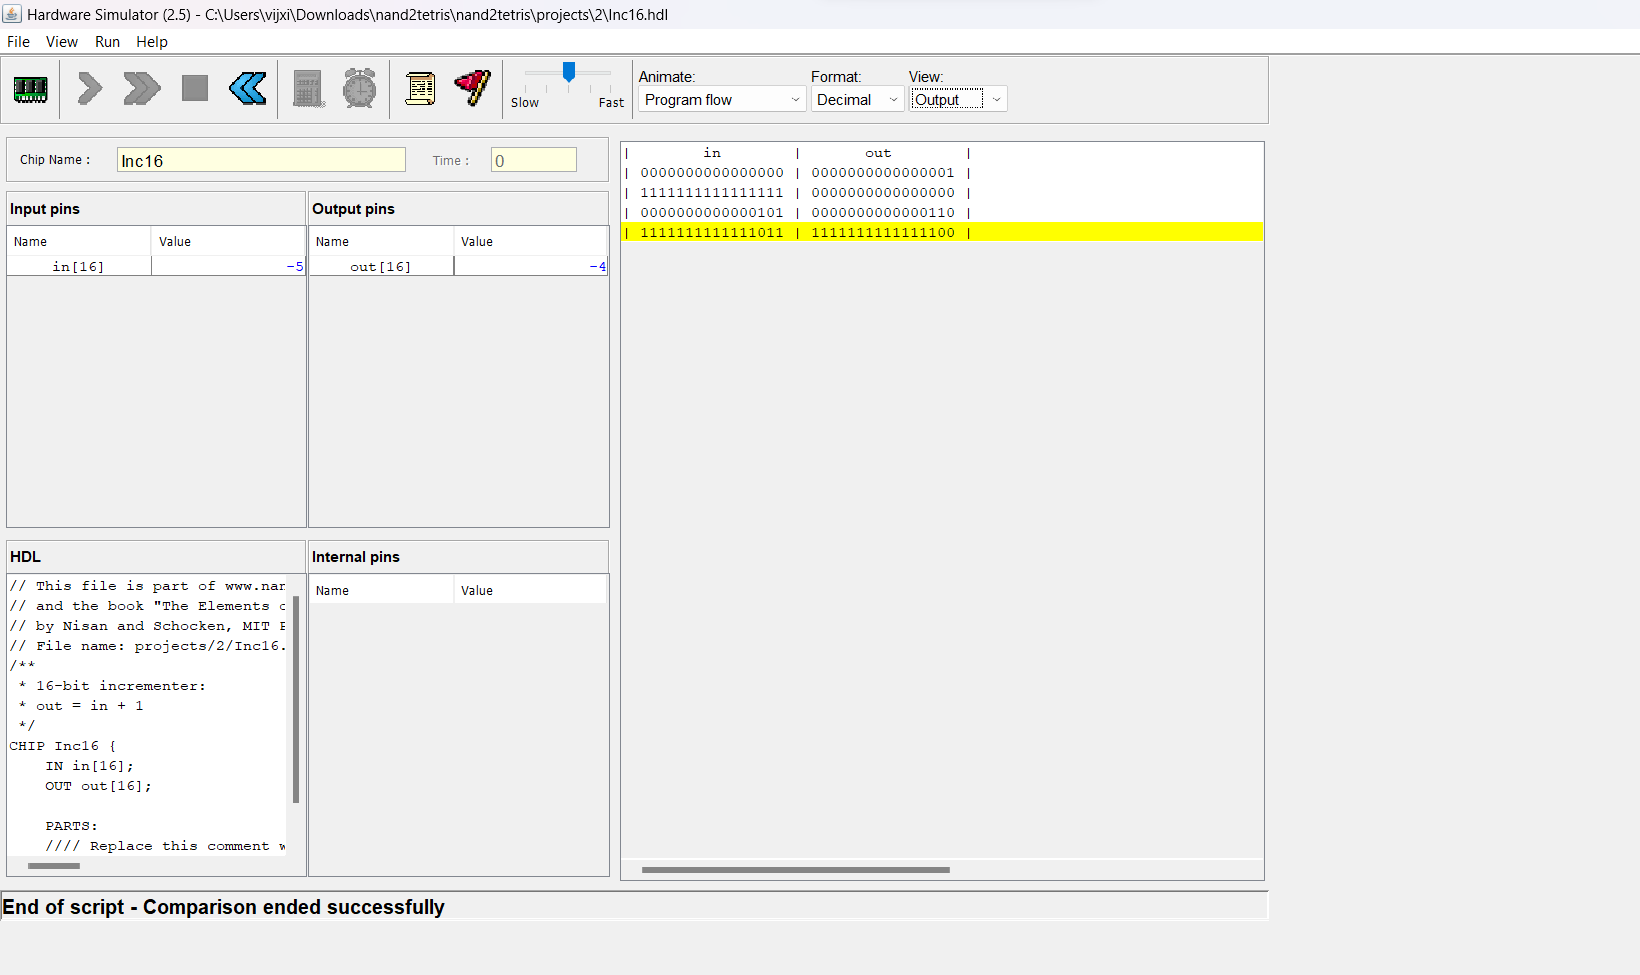 Hardware Simulator (2.5) - C:\Users\vijxi\Downloads\nand2tetris\nand2tetris\projects\2\Inc16.hdl
File View Run Help
Slow Fast
Animate: Format: View:
Program flow Decimal Output
Chip Name : Inc16 Time : 0
Input pins
Name Value
in[16] -5
Output pins
Name Value
out[16] -4
HDL
// This file is part of www.nan
// and the book "The Elements o
// by Nisan and Schocken, MIT P
// File name: projects/2/Inc16.
/**
* 16-bit incrementer:
* out = in + 1
*/
CHIP Inc16 {
IN in[16];
OUT out[16];
PARTS:
//// Replace this comment w
Internal pins
Name Value
| in | out |
| 0000000000000000 | 0000000000000001 |
| 1111111111111111 | 0000000000000000 |
| 0000000000000101 | 0000000000000110 |
| 1111111111111011 | 1111111111111100 |
End of script - Comparison ended successfully